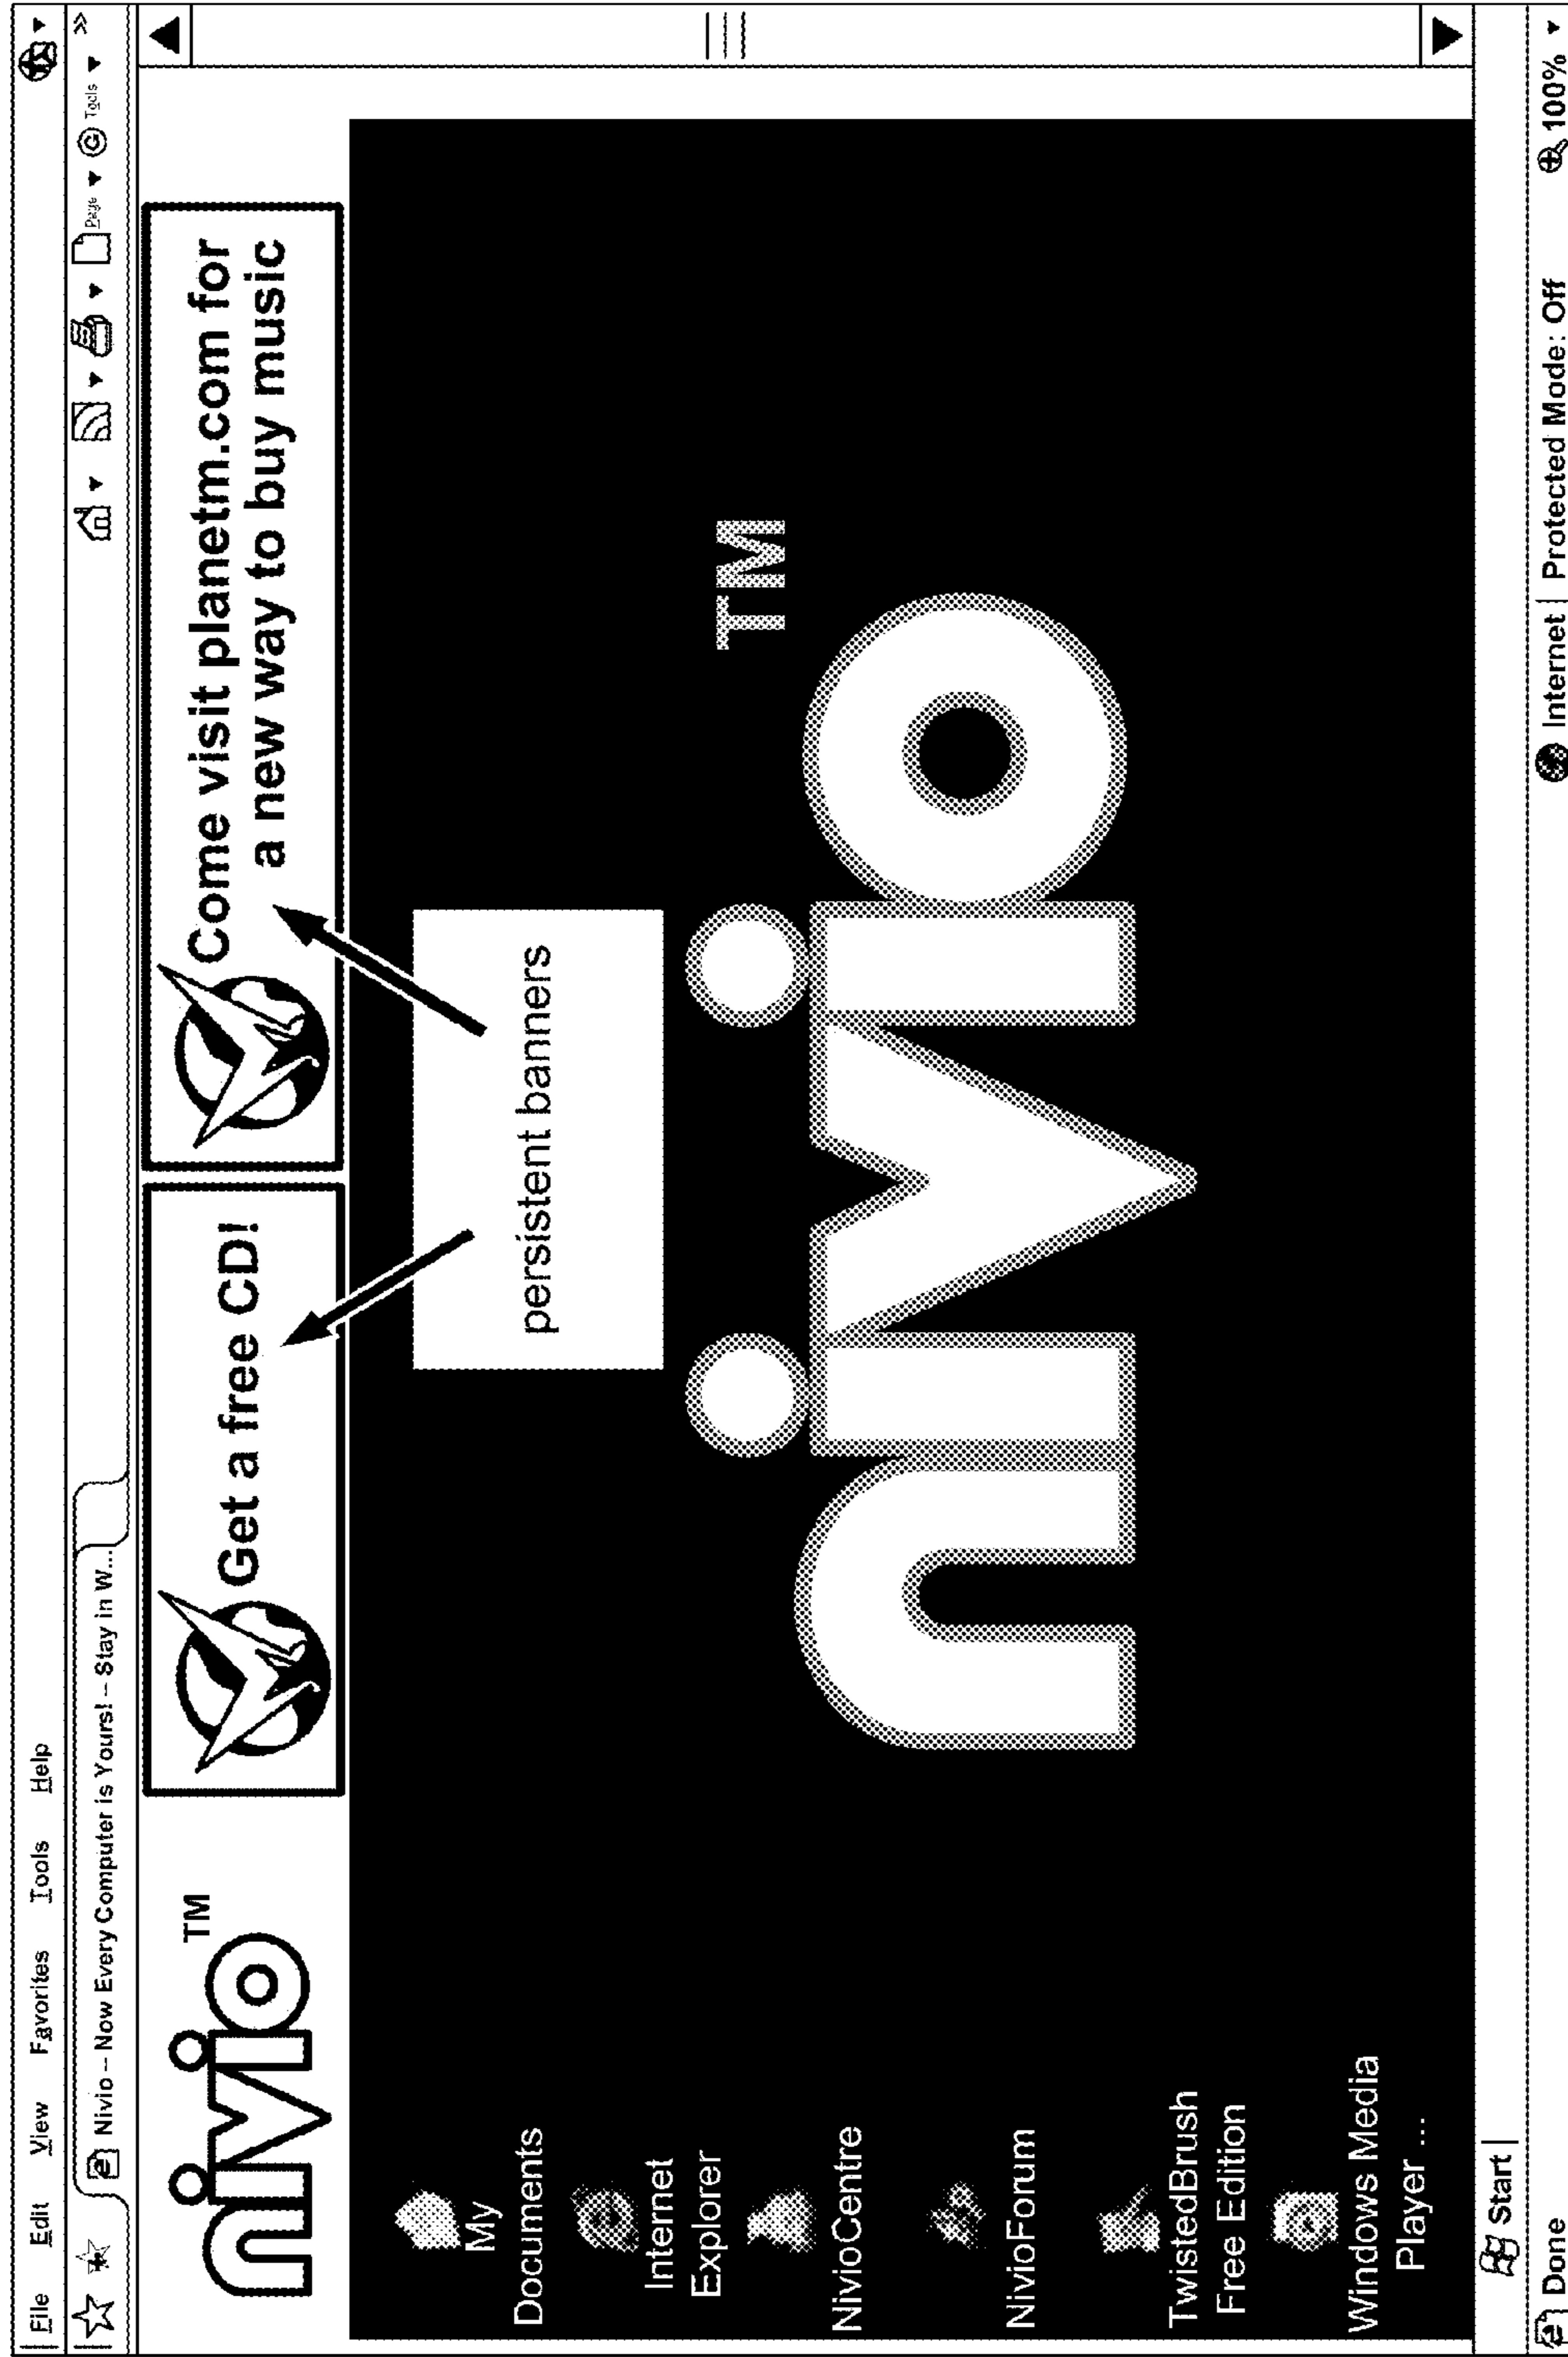 File Edit View Favorites Tools Help
Nivio – Now Every Computer is Yours! – Stay in W...
Page Tools »
nivio TM
Get a free CD!
Come visit planetm.com for
a new way to buy music
persistent banners
nivio TM
My
Documents
Internet
Explorer
NivioCentre
NivioForum
TwistedBrush
Free Edition
Windows Media
Player ...
Start
Done Internet Protected Mode: Off 100%